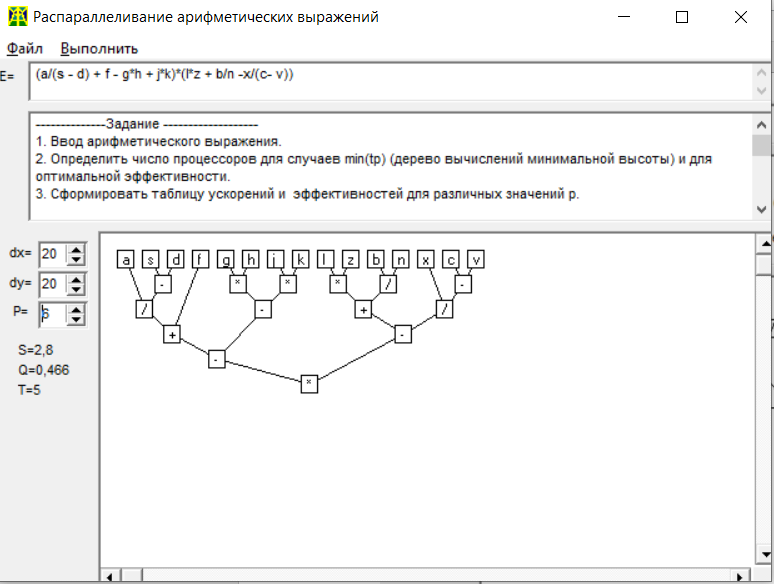 Распараллеливание арифметических выражений
Файл Выполнить
E= (a/(s - d) + f - g*h + j*k)*(l*z + b/n -x/(c- v))
--------------Задание -------------------
1. Ввод арифметического выражения.
2. Определить число процессоров для случаев min(tp) (дерево вычислений минимальной высоты) и для
оптимальной эффективности.
3. Сформировать таблицу ускорений и эффективностей для различных значений p.
dx= 20
dy= 20
P= 6
S=2,8
Q=0,466
T=5
a s d f g h j k l z b n x c v
- * * * / -
/ - + /
+ -
-
*